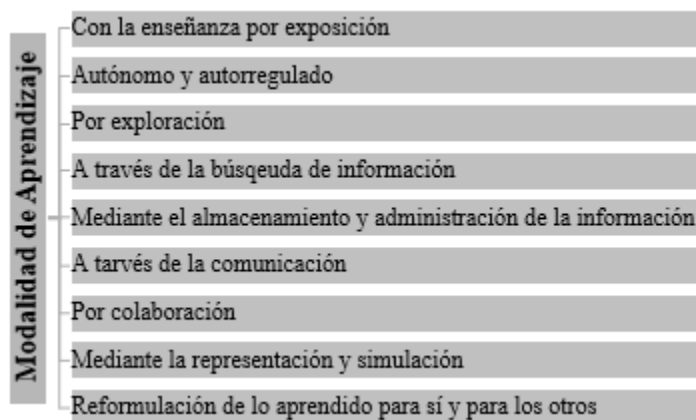 Modalidad de Aprendizaje
Con la enseñanza por exposición
Autónomo y autorregulado
Por exploración
A través de la búsqeuda de información
Mediante el almacenamiento y administración de la información
A tarvés de la comunicación
Por colaboración
Mediante la representación y simulación
Reformulación de lo aprendido para sí y para los otros